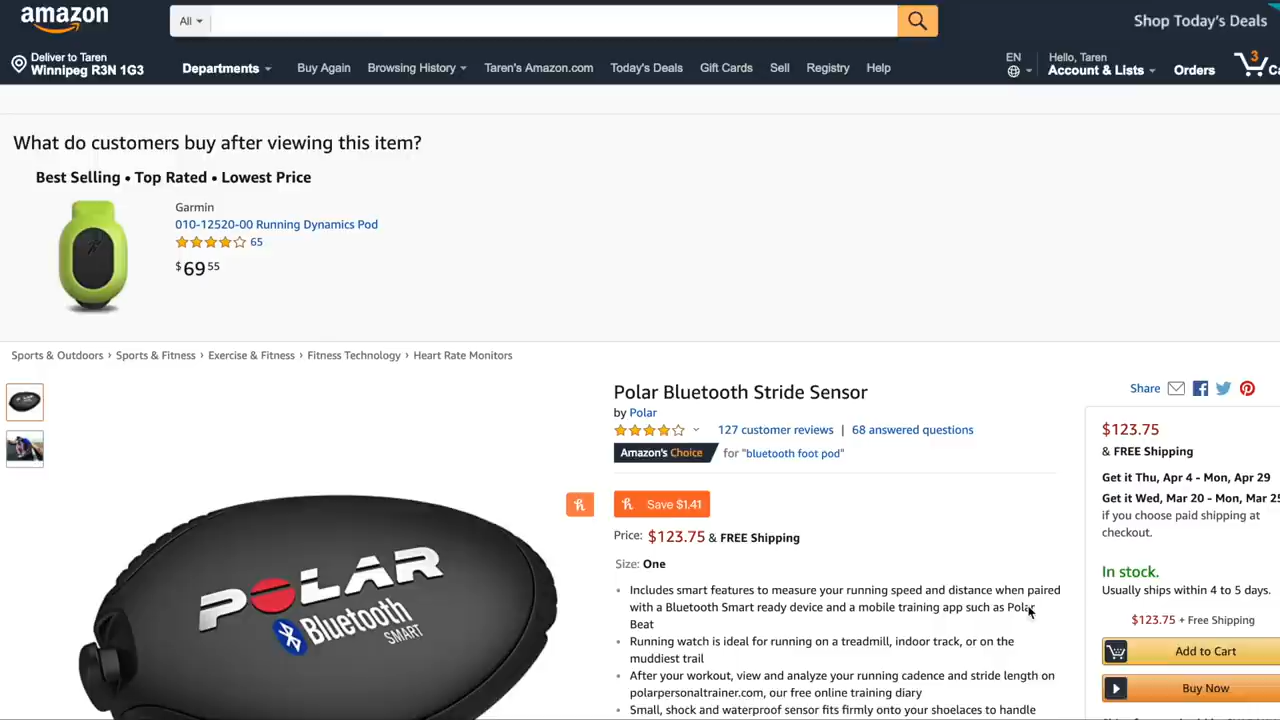 amazon
All
Shop Today's Deals
Deliver to Taren
Winnipeg R3N 1G3
Departments
Buy Again
Browsing History
Taren's Amazon.com
Today's Deals
Gift Cards
Sell
Registry
Help
EN
Hello, Taren
Account & Lists
Orders
3
What do customers buy after viewing this item?
Best Selling • Top Rated • Lowest Price
Garmin
010-12520-00 Running Dynamics Pod
65
$69 55
Sports & Outdoors › Sports & Fitness › Exercise & Fitness › Fitness Technology › Heart Rate Monitors
POLAR
Bluetooth
SMART
Polar Bluetooth Stride Sensor
by Polar
127 customer reviews | 68 answered questions
Amazon's Choice for "bluetooth foot pod"
Save $1.41
Price: $123.75 & FREE Shipping
Size: One
• Includes smart features to measure your running speed and distance when paired
with a Bluetooth Smart ready device and a mobile training app such as Polar
Beat
• Running watch is ideal for running on a treadmill, indoor track, or on the
muddiest trail
• After your workout, view and analyze your running cadence and stride length on
polarpersonaltrainer.com, our free online training diary
• Small, shock and waterproof sensor fits firmly onto your shoelaces to handle
Share
$123.75
& FREE Shipping
Get it Thu, Apr 4 - Mon, Apr 29
Get it Wed, Mar 20 - Mon, Mar 25
if you choose paid shipping at
checkout.
In stock.
Usually ships within 4 to 5 days.
$123.75 + Free Shipping
Add to Cart
Buy Now